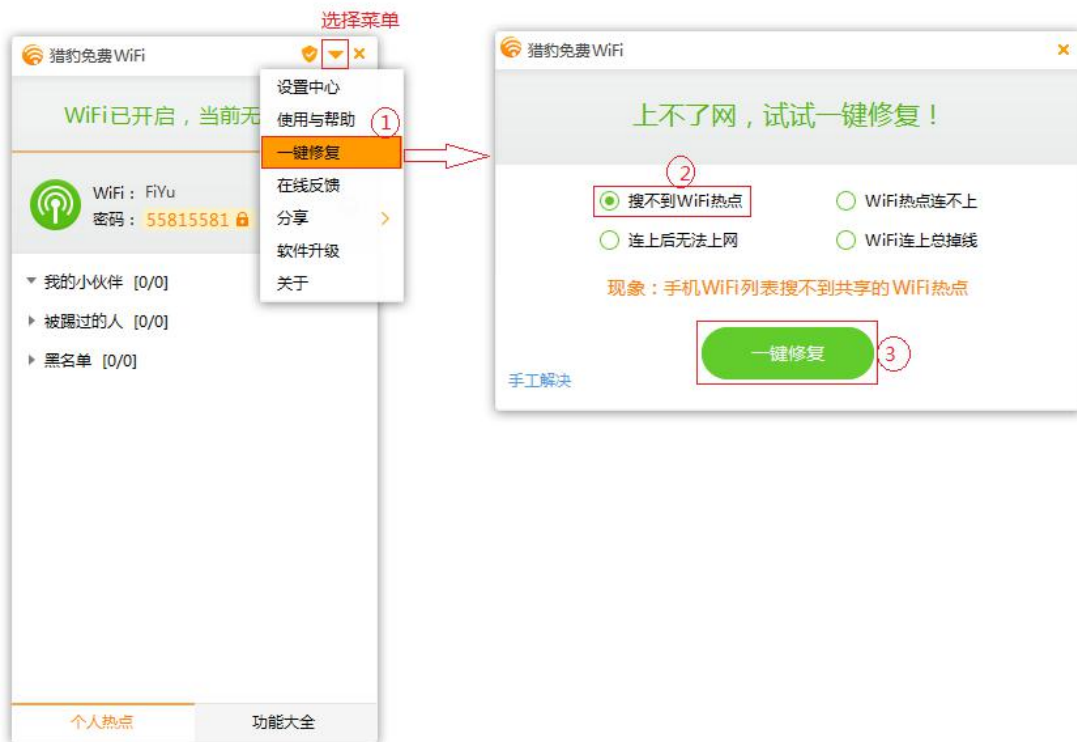 选择菜单
猎豹免费WiFi
WiFi已开启，当前无
设置中心
使用与帮助
①
一键修复
在线反馈
分享
软件升级
关于
WiFi： FiYu
密码： 55815581
我的小伙伴 [0/0]
被踢过的人 [0/0]
黑名单 [0/0]
个人热点
功能大全
猎豹免费WiFi
上不了网，试试一键修复！
②
搜不到WiFi热点
WiFi热点连不上
连上后无法上网
WiFi连上总掉线
现象：手机WiFi列表搜不到共享的WiFi热点
一键修复
③
手工解决